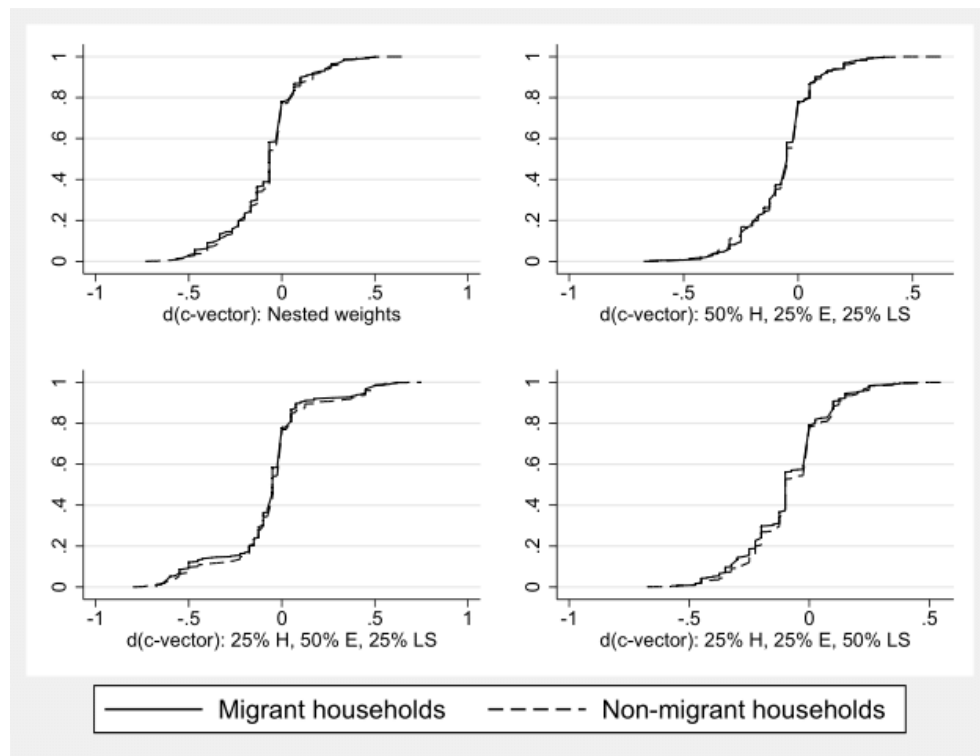 1
.8
.6
.4
.2
0
-1 -.5 0 .5 1
d(c-vector): Nested weights
1
.8
.6
.4
.2
0
-1 -.5 0 .5
d(c-vector): 50% H, 25% E, 25% LS
1
.8
.6
.4
.2
0
-1 -.5 0 .5 1
d(c-vector): 25% H, 50% E, 25% LS
1
.8
.6
.4
.2
0
-1 -.5 0 .5
d(c-vector): 25% H, 25% E, 50% LS
Migrant households Non-migrant households